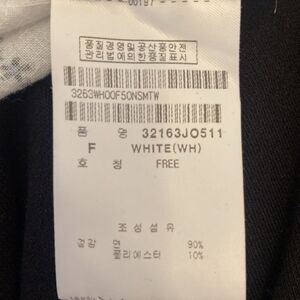 00197
품질경영및공산품안전
관리법에의한품질표시
3263WH00F50NSMTW
품 명 32163JO511
F WHITE(WH)
호 칭 FREE
조성섬유
겉감 면 90%
폴리에스터 10%